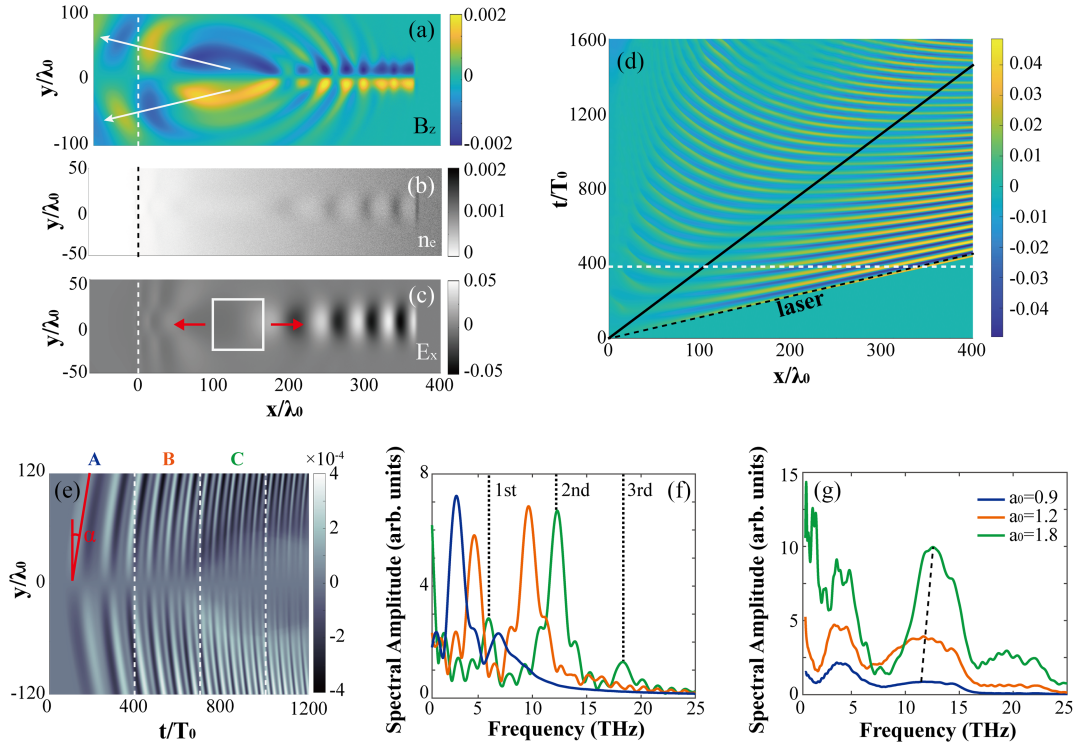 100
0
-100
y/λ₀
(a)
B_z
0.002
0
-0.002
50
0
-50
y/λ₀
(b)
nₑ
0.002
0.001
0
50
0
-50
y/λ₀
(c)
Eₓ
0.05
0
-0.05
0 100 200 300 400
x/λ₀
1600
1200
800
400
0
t/T₀
(d)
laser
0 100 200 300 400
x/λ₀
0.04
0.03
0.02
0.01
0
-0.01
-0.02
-0.03
-0.04
A B C
120
0
-120
y/λ₀
(e)
α
×10⁻⁴
4
2
0
-2
-4
0 400 800 1200
t/T₀
Spectral Amplitude (arb. units)
8
6
4
2
0
(f)
1st 2nd 3rd
0 5 10 15 20 25
Frequency (THz)
Spectral Amplitude (arb. units)
15
10
5
0
(g)
a₀=0.9
a₀=1.2
a₀=1.8
0 5 10 15 20 25
Frequency (THz)